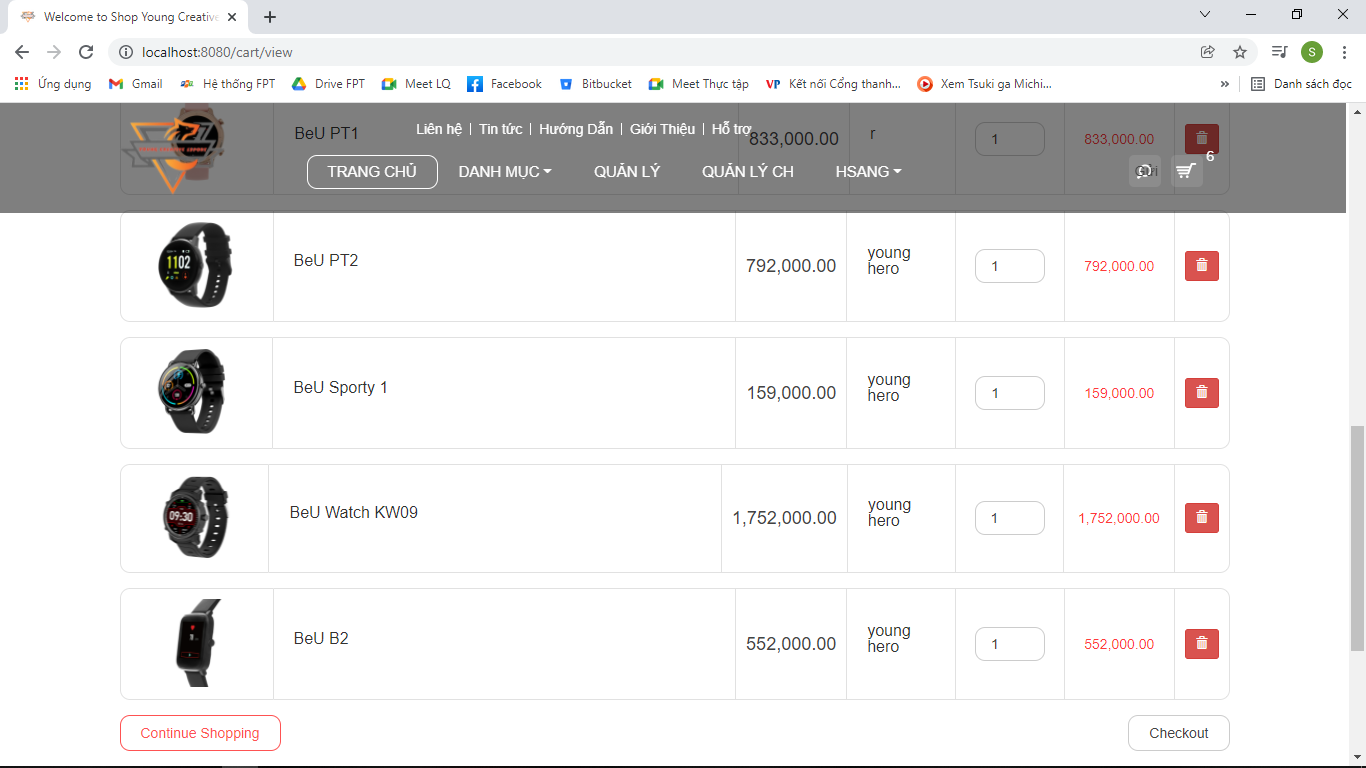 Welcome to Shop Young Creative
localhost:8080/cart/view
S
Ứng dụng Gmail Hệ thống FPT Drive FPT Meet LQ Facebook Bitbucket Meet Thực tập VP Kết nối Cổng thanh... Xem Tsuki ga Michi... » Danh sách đọc
Liên hệ Tin tức Hướng Dẫn Giới Thiệu Hỗ trợ
BeU PT1 833,000.00 r 1 833,000.00
TRANG CHỦ DANH MỤC QUẢN LÝ QUẢN LÝ CH HSANG Gửi 6
BeU PT2 792,000.00 young hero 1 792,000.00
BeU Sporty 1 159,000.00 young hero 1 159,000.00
BeU Watch KW09 1,752,000.00 young hero 1 1,752,000.00
BeU B2 552,000.00 young hero 1 552,000.00
Continue Shopping Checkout